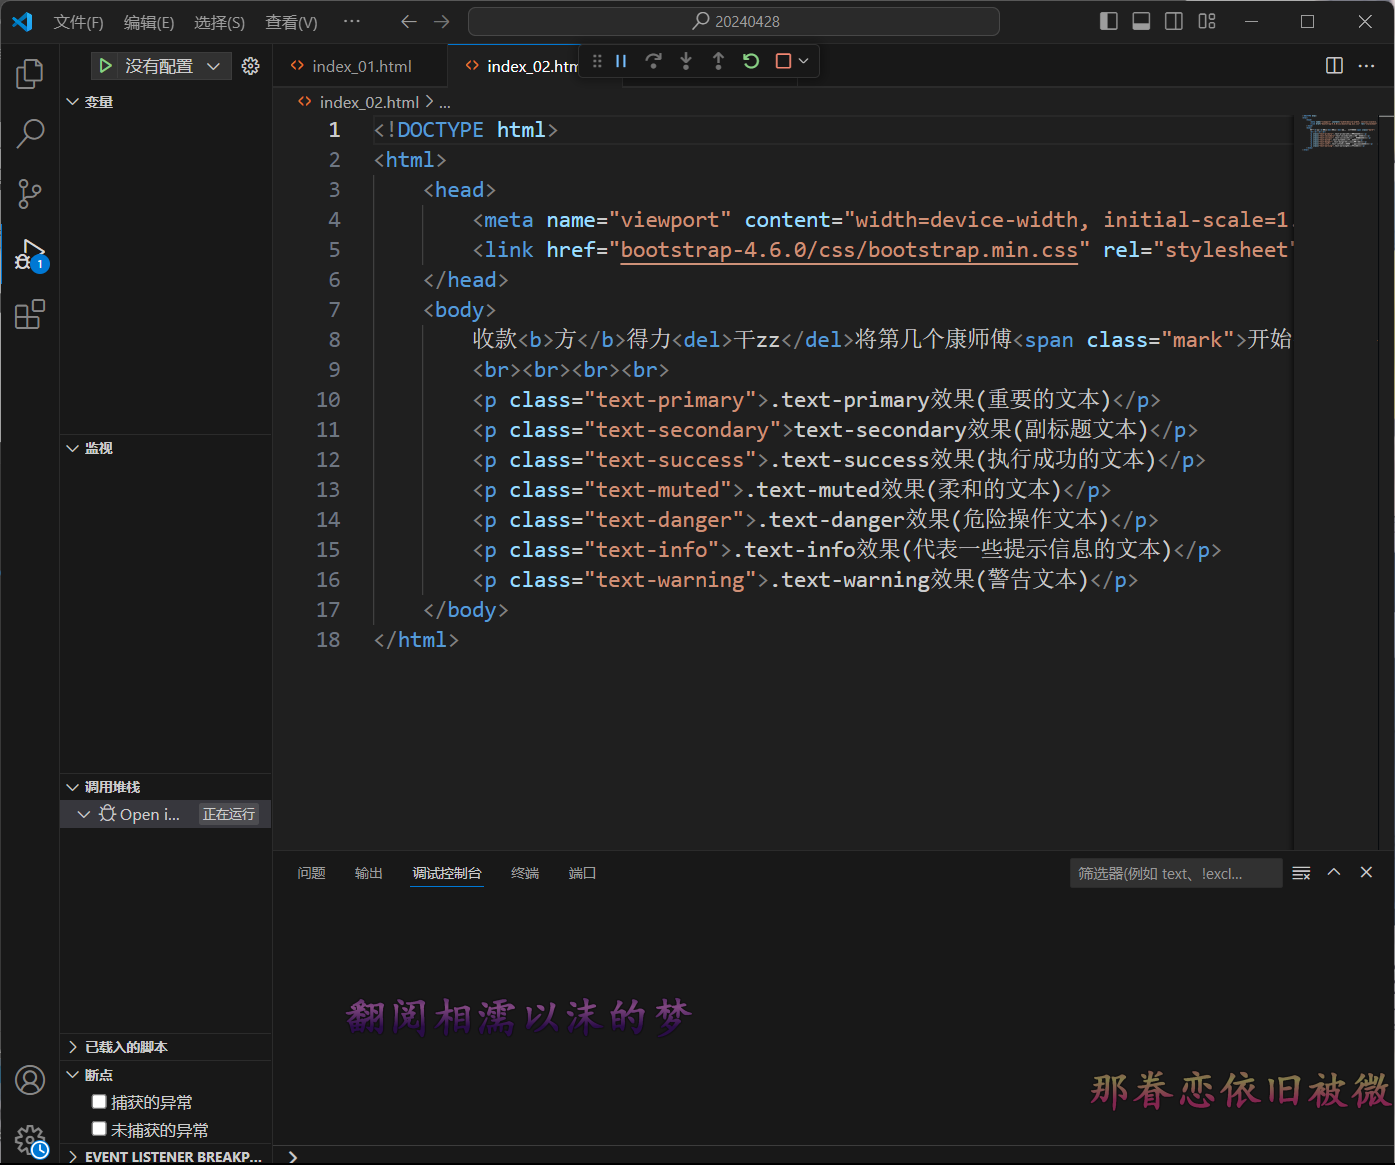 文件(F) 编辑(E) 选择(S) 查看(V) ··· 20240428
没有配置
index_01.html
index_02.htm
变量
index_02.html > ...
1 <!DOCTYPE html>
2 <html>
3 <head>
4 <meta name="viewport" content="width=device-width, initial-scale=1.
5 <link href="bootstrap-4.6.0/css/bootstrap.min.css" rel="stylesheet"
6 </head>
7 <body>
8 收款<b>方</b>得力<del>干zz</del>将第几个康师傅<span class="mark">开始
9 <br><br><br><br>
10 <p class="text-primary">.text-primary效果(重要的文本)</p>
11 <p class="text-secondary">text-secondary效果(副标题文本)</p>
12 <p class="text-success">.text-success效果(执行成功的文本)</p>
13 <p class="text-muted">.text-muted效果(柔和的文本)</p>
14 <p class="text-danger">.text-danger效果(危险操作文本)</p>
15 <p class="text-info">.text-info效果(代表一些提示信息的文本)</p>
16 <p class="text-warning">.text-warning效果(警告文本)</p>
17 </body>
18 </html>
1
监视
调用堆栈
Open i... 正在运行
已载入的脚本
断点
捕获的异常
未捕获的异常
EVENT LISTENER BREAKP...
问题 输出 调试控制台 终端 端口
筛选器(例如 text、!excl...
翻阅相濡以沫的梦
那眷恋依旧被微